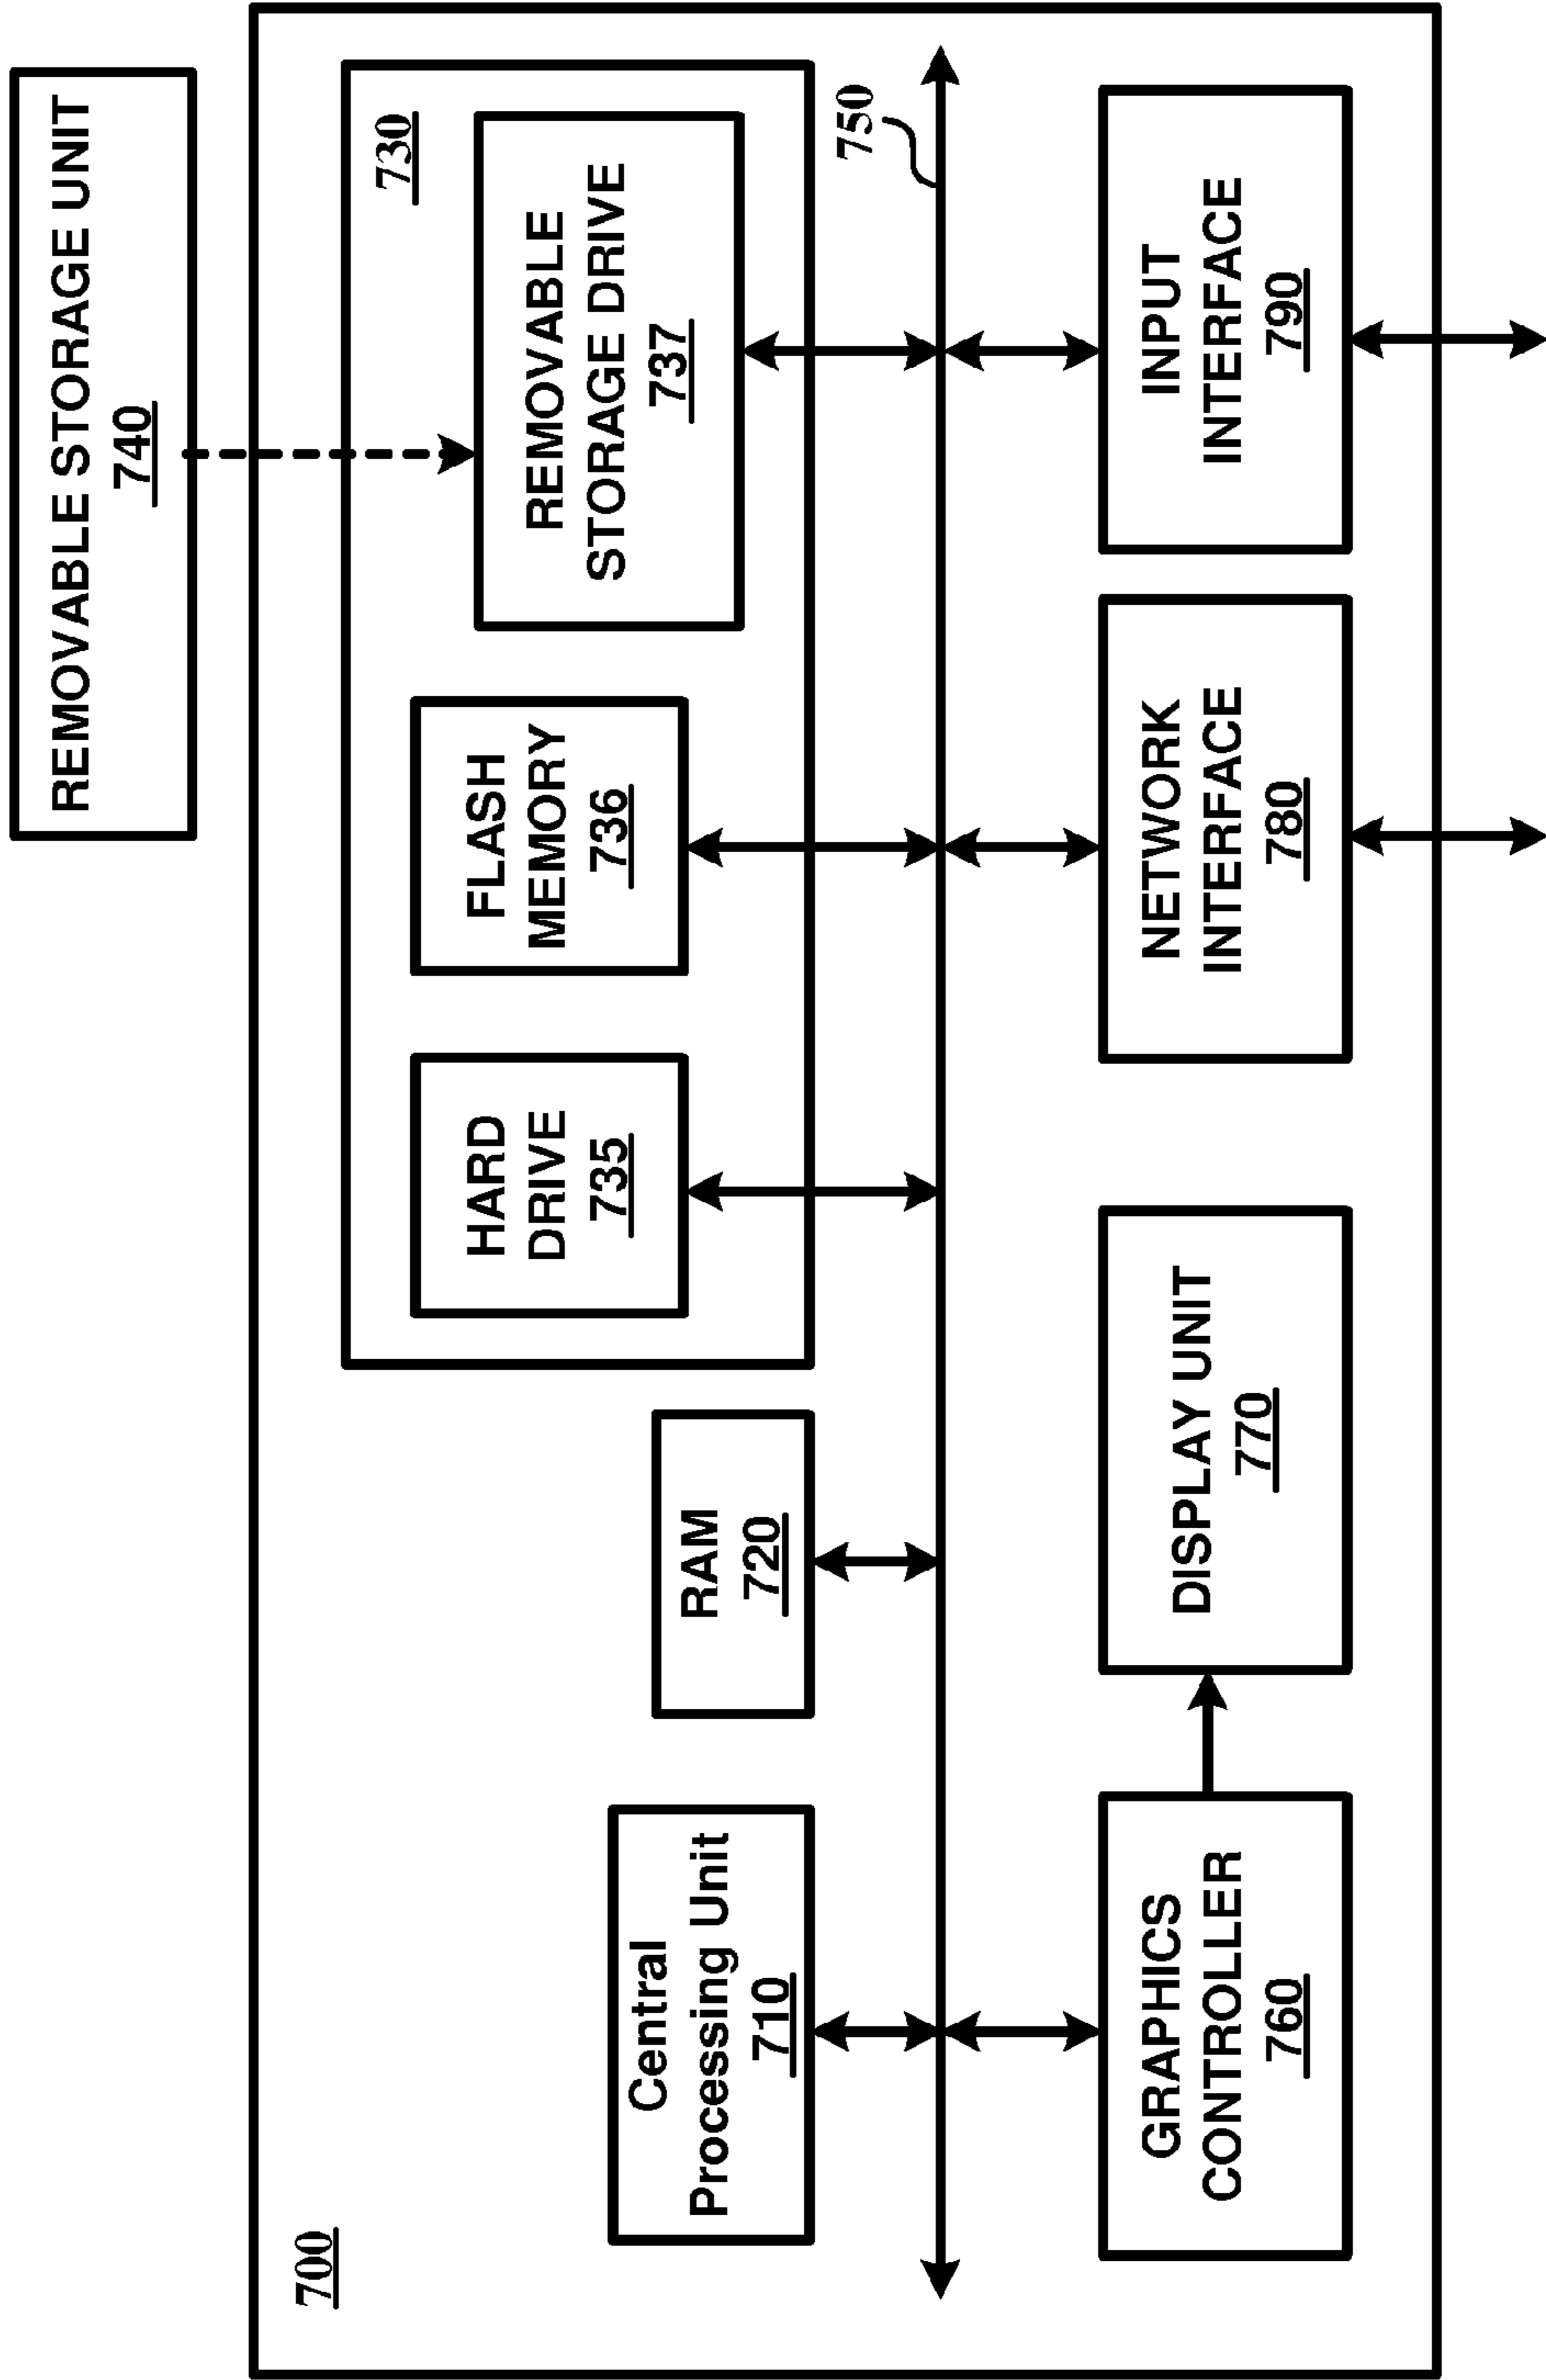 REMOVABLE STORAGE UNIT
740
700
730
HARD
DRIVE
735
FLASH
MEMORY
736
REMOVABLE
STORAGE DRIVE
737
Central
Processing Unit
710
RAM
720
750
GRAPHICS
CONTROLLER
760
DISPLAY UNIT
770
NETWORK
INTERFACE
780
INPUT
INTERFACE
790